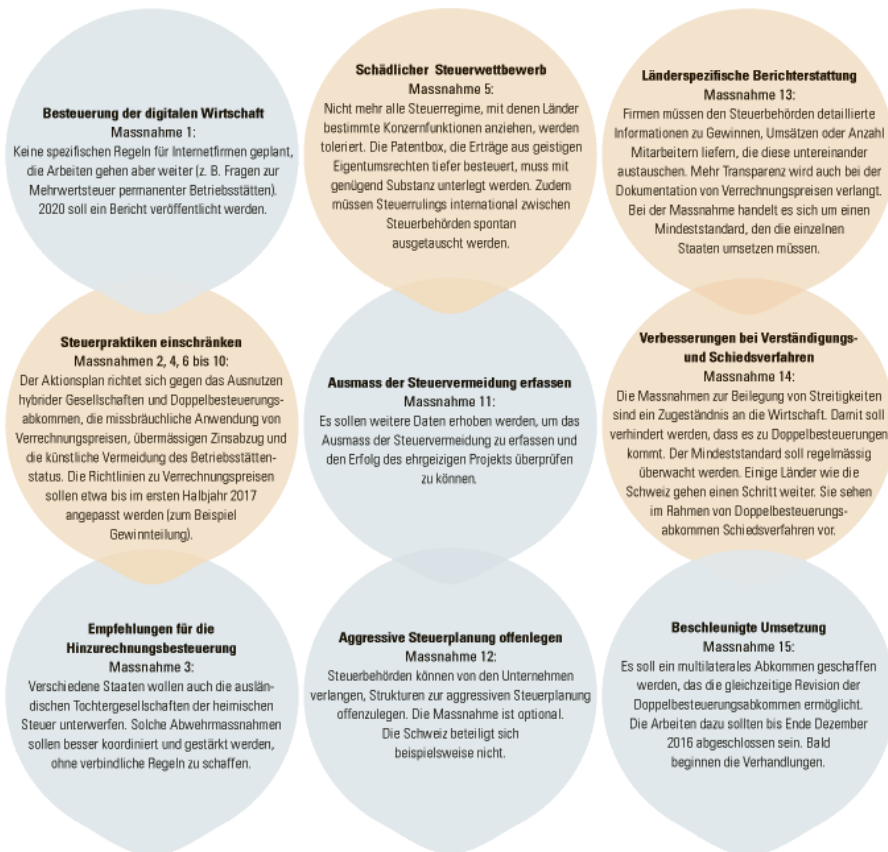 Besteuerung der digitalen Wirtschaft
Massnahme 1:
Keine spezifischen Regeln für Internetfirmen geplant,
die Arbeiten gehen aber weiter (z. B. Fragen zur
Mehrwertsteuer permanenter Betriebsstätten).
2020 soll ein Bericht veröffentlicht werden.
Steuerpraktiken einschränken
Massnahmen 2, 4, 6 bis 10:
Der Aktionsplan richtet sich gegen das Ausnutzen
hybrider Gesellschaften und Doppelbesteuerungs-
abkommen, die missbräuchliche Anwendung von
Verrechnungspreisen, übermässigen Zinsabzug und
die künstliche Vermeidung des Betriebsstätten-
status. Die Richtlinien zu Verrechnungspreisen
sollen etwa bis im ersten Halbjahr 2017
angepasst werden (zum Beispiel
Gewinnteilung).
Empfehlungen für die
Hinzurechnungsbesteuerung
Massnahme 3:
Verschiedene Staaten wollen auch die auslän-
dischen Tochtergesellschaften der heimischen
Steuer unterwerfen. Solche Abwehrmassnahmen
sollen besser koordiniert und gestärkt werden,
ohne verbindliche Regeln zu schaffen.
Schädlicher Steuerwettbewerb
Massnahme 5:
Nicht mehr alle Steuerregime, mit denen Länder
bestimmte Konzernfunktionen anziehen, werden
toleriert. Die Patentbox, die Erträge aus geistigen
Eigentumsrechten tiefer besteuert, muss mit
genügend Substanz unterlegt werden. Zudem
müssen Steuerrulings international zwischen
Steuerbehörden spontan
ausgetauscht werden.
Ausmass der Steuervermeidung erfassen
Massnahme 11:
Es sollen weitere Daten erhoben werden, um das
Ausmass der Steuervermeidung zu erfassen und
den Erfolg des ehrgeizigen Projekts überprüfen
zu können.
Aggressive Steuerplanung offenlegen
Massnahme 12:
Steuerbehörden können von den Unternehmen
verlangen, Strukturen zur aggressiven Steuerplanung
offenzulegen. Die Massnahme ist optional.
Die Schweiz beteiligt sich
beispielsweise nicht.
Länderspezifische Berichterstattung
Massnahme 13:
Firmen müssen den Steuerbehörden detaillierte
Informationen zu Gewinnen, Umsätzen oder Anzahl
Mitarbeitern liefern, die diese untereinander
austauschen. Mehr Transparenz wird auch bei der
Dokumentation von Verrechnungspreisen verlangt.
Bei der Massnahme handelt es sich um einen
Mindeststandard, den die einzelnen
Staaten umsetzen müssen.
Verbesserungen bei Verständigungs-
und Schiedsverfahren
Massnahme 14:
Die Massnahmen zur Beilegung von Streitigkeiten
sind ein Zugeständnis an die Wirtschaft. Damit soll
verhindert werden, dass es zu Doppelbesteuerungen
kommt. Der Mindeststandard soll regelmässig
überwacht werden. Einige Länder wie die
Schweiz gehen einen Schritt weiter. Sie sehen
im Rahmen von Doppelbesteuerungs-
abkommen Schiedsverfahren vor.
Beschleunigte Umsetzung
Massnahme 15:
Es soll ein multilaterales Abkommen geschaffen
werden, das die gleichzeitige Revision der
Doppelbesteuerungsabkommen ermöglicht.
Die Arbeiten dazu sollten bis Ende Dezember
2016 abgeschlossen sein. Bald
beginnen die Verhandlungen.